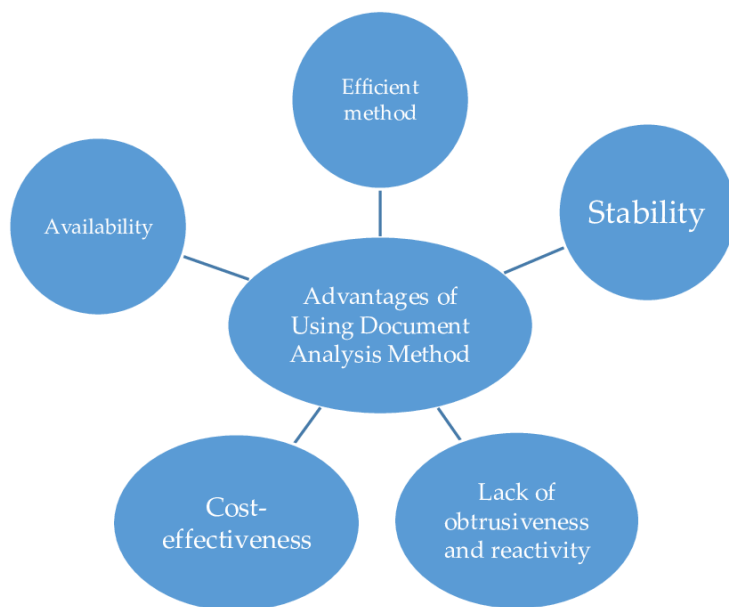 Efficient
method
Availability
Stability
Advantages of
Using Document
Analysis Method
Cost-
effectiveness
Lack of
obtrusiveness
and reactivity